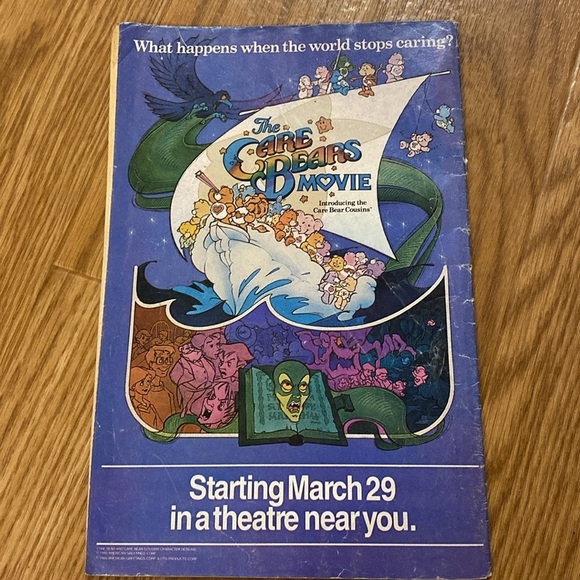 What happens when the world stops caring?
The
CARE
BEARS
MOVIE
Introducing the
Care Bear Cousins™
Starting March 29
in a theatre near you.